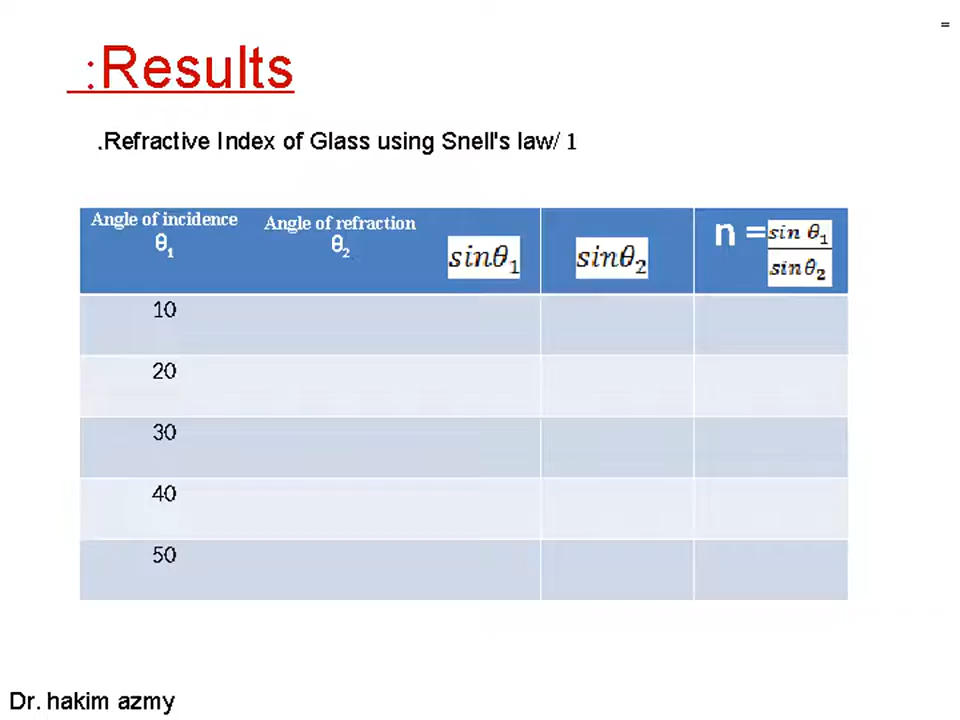 =
:Results
.Refractive Index of Glass using Snell's law/ 1
Angle of incidence θ₁
Angle of refraction θ₂
sinθ₁
sinθ₂
n = sin θ₁ / sin θ₂
10
20
30
40
50
Dr. hakim azmy